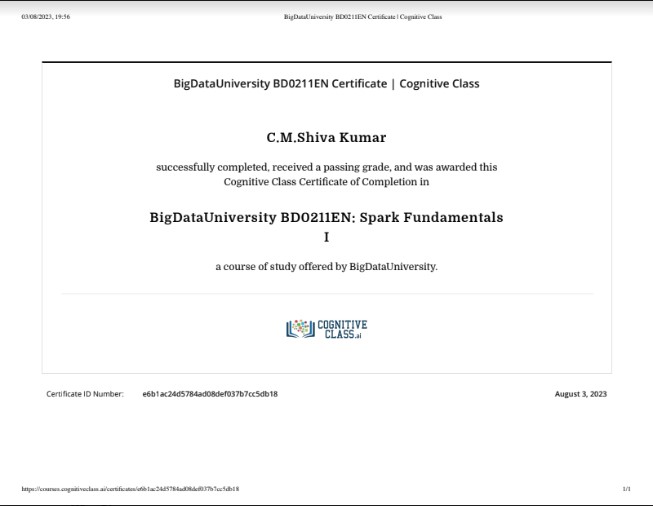 03/08/2023, 19:56
BigDataUniversity BD0211EN Certificate | Cognitive Class
BigDataUniversity BD0211EN Certificate | Cognitive Class
C.M.Shiva Kumar
successfully completed, received a passing grade, and was awarded this
Cognitive Class Certificate of Completion in
BigDataUniversity BD0211EN: Spark Fundamentals
I
a course of study offered by BigDataUniversity.
COGNITIVE
CLASS.ai
Certificate ID Number: e6b1ac24d5784ad08def037b7cc5db18
August 3, 2023
https://courses.cognitiveclass.ai/certificates/e6b1ac24d5784ad08def037b7cc5db18
1/1